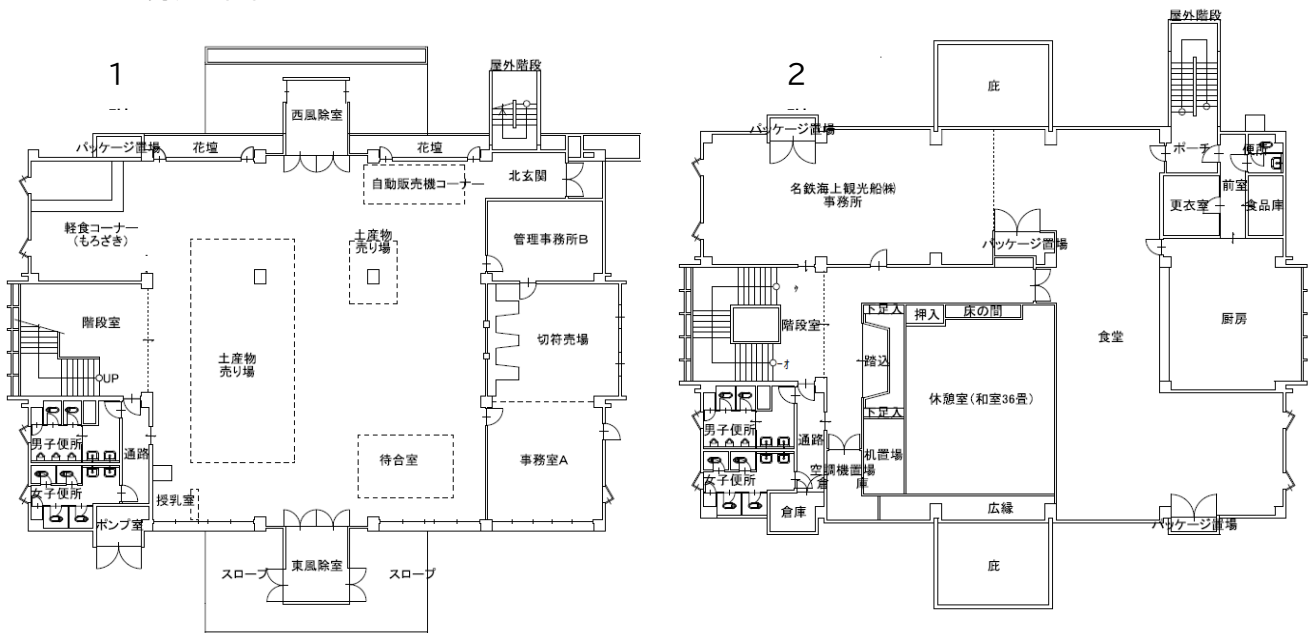 1
屋外階段
西風除室
パッケージ置場
花壇
花壇
自動販売機コーナー
北玄関
軽食コーナー
(もろざき)
土産物
売り場
管理事務所B
階段室
切符売場
土産物
売り場
UP
男子便所
通路
待合室
事務室A
女子便所
授乳室
ポンプ室
スロープ
東風除室
スロープ
2
屋外階段
庇
パッケージ置場
ポーチ
便所
名鉄海上観光船㈱
事務所
前室
更衣室
食品庫
パッケージ置場
下足入
押入
床の間
階段室
厨房
食堂
踏込
休憩室(和室36畳)
下足入
男子便所
通路
机置場
空調機置場
倉庫
女子便所
倉庫
広縁
パッケージ置場
庇